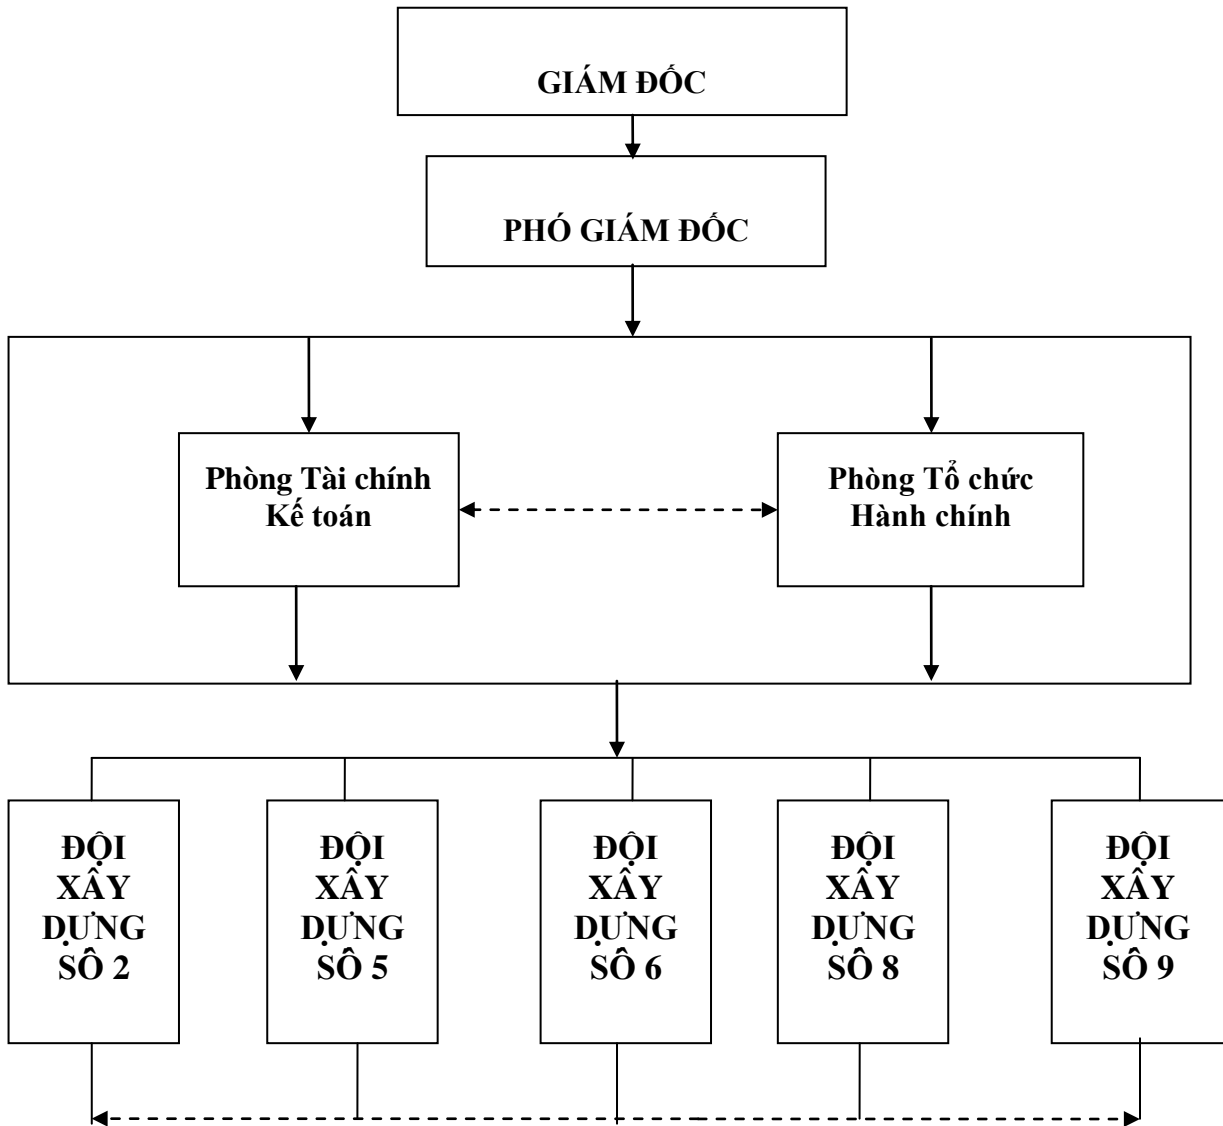 GIÁM ĐỐC
PHÓ GIÁM ĐỐC
Phòng Tài chính
Kế toán
Phòng Tổ chức
Hành chính
ĐỘI
XÂY
DỰNG
SỐ 2
ĐỘI
XÂY
DỰNG
SỐ 5
ĐỘI
XÂY
DỰNG
SỐ 6
ĐỘI
XÂY
DỰNG
SỐ 8
ĐỘI
XÂY
DỰNG
SỐ 9